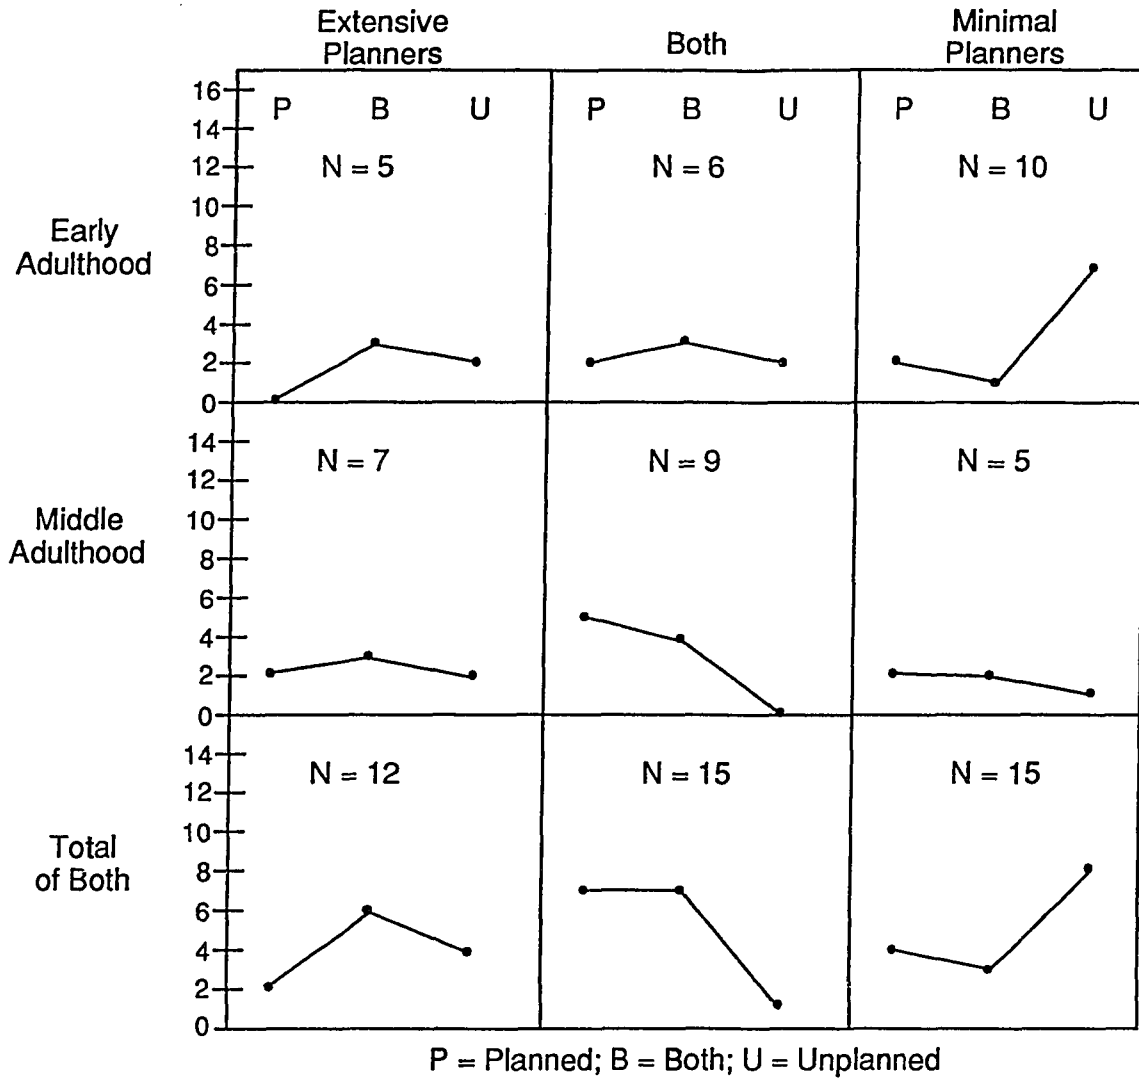 Extensive
Planners
Both
Minimal
Planners
Early
Adulthood
16
14
12
10
8
6
4
2
0
P B U
N = 5
P B U
N = 6
P B U
N = 10
Middle
Adulthood
14
12
10
8
6
4
2
0
N = 7
N = 9
N = 5
Total
of Both
14
12
10
8
6
4
2
0
N = 12
N = 15
N = 15
P = Planned; B = Both; U = Unplanned